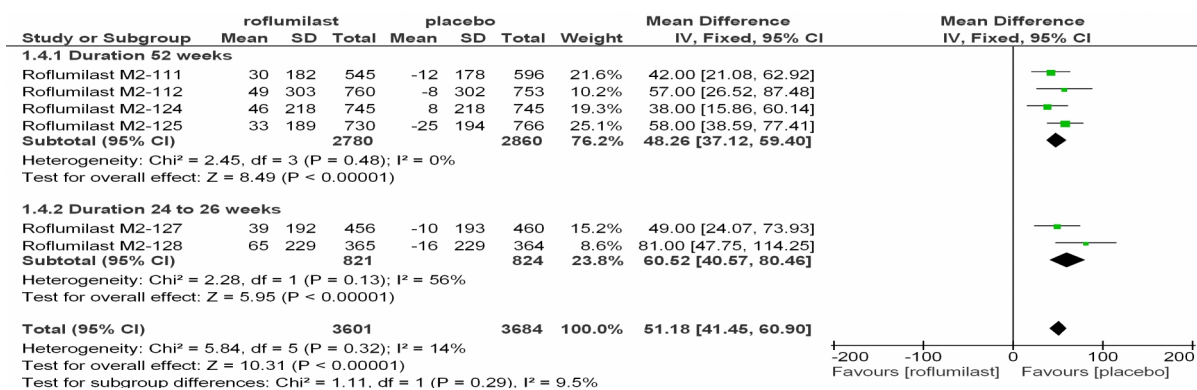 roflumilast placebo Mean Difference Mean Difference
Study or Subgroup Mean SD Total Mean SD Total Weight IV, Fixed, 95% CI IV, Fixed, 95% CI
1.4.1 Duration 52 weeks
Roflumilast M2-111 30 182 545 -12 178 596 21.6% 42.00 [21.08, 62.92]
Roflumilast M2-112 49 303 760 -8 302 753 10.2% 57.00 [26.52, 87.48]
Roflumilast M2-124 46 218 745 8 218 745 19.3% 38.00 [15.86, 60.14]
Roflumilast M2-125 33 189 730 -25 194 766 25.1% 58.00 [38.59, 77.41]
Subtotal (95% CI) 2780 2860 76.2% 48.26 [37.12, 59.40]
Heterogeneity: Chi² = 2.45, df = 3 (P = 0.48); I² = 0%
Test for overall effect: Z = 8.49 (P < 0.00001)
1.4.2 Duration 24 to 26 weeks
Roflumilast M2-127 39 192 456 -10 193 460 15.2% 49.00 [24.07, 73.93]
Roflumilast M2-128 65 229 365 -16 229 364 8.6% 81.00 [47.75, 114.25]
Subtotal (95% CI) 821 824 23.8% 60.52 [40.57, 80.46]
Heterogeneity: Chi² = 2.28, df = 1 (P = 0.13); I² = 56%
Test for overall effect: Z = 5.95 (P < 0.00001)
Total (95% CI) 3601 3684 100.0% 51.18 [41.45, 60.90]
Heterogeneity: Chi² = 5.84, df = 5 (P = 0.32); I² = 14%
Test for overall effect: Z = 10.31 (P < 0.00001)
Test for subgroup differences: Chi² = 1.11, df = 1 (P = 0.29), I² = 9.5%
-200 -100 0 100 200
Favours [roflumilast] Favours [placebo]